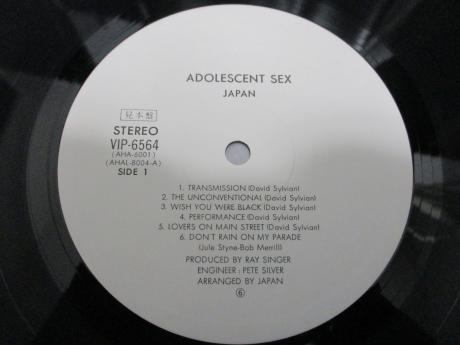 ADOLESCENT SEX
JAPAN
見本盤
STEREO
VIP-6564
(AHA-6001)
(AHAL-8004-A)
SIDE 1
1. TRANSMISSION (David Sylvian)
2. THE UNCONVENTIONAL (David Sylvian)
3. WISH YOU WERE BLACK (David Sylvian)
4. PERFORMANCE (David Sylvian)
5. LOVERS ON MAIN STREET (David Sylvian)
6. DON'T RAIN ON MY PARADE
(Jule Styne-Bob Merrill)
PRODUCED BY RAY SINGER
ENGINEER: PETE SILVER
ARRANGED BY JAPAN
⑥